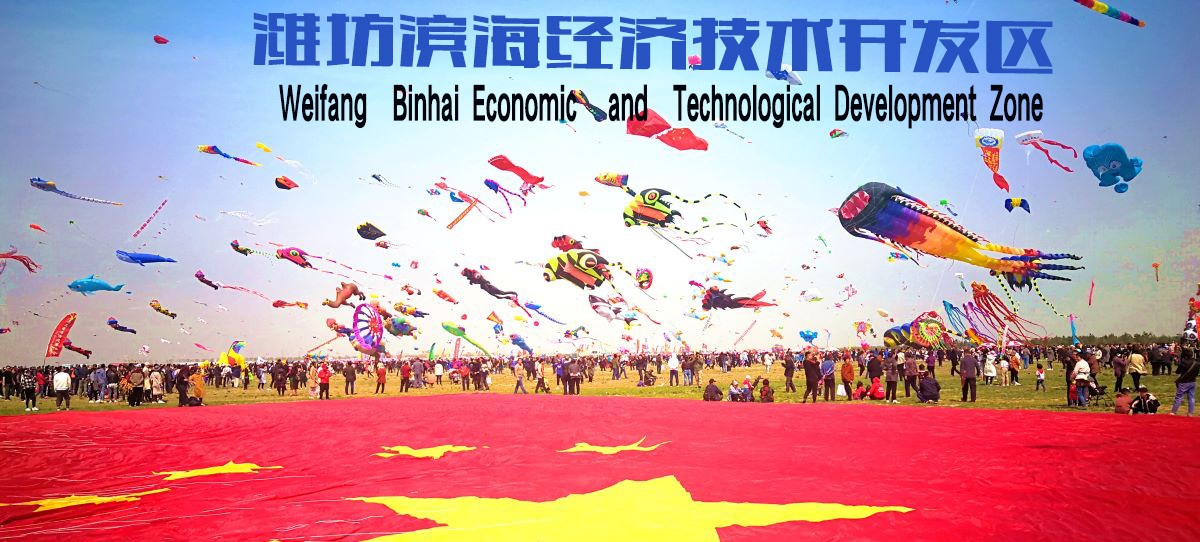 潍坊滨海经济技术开发区
Weifang Binhai Economic and Technological Development Zone